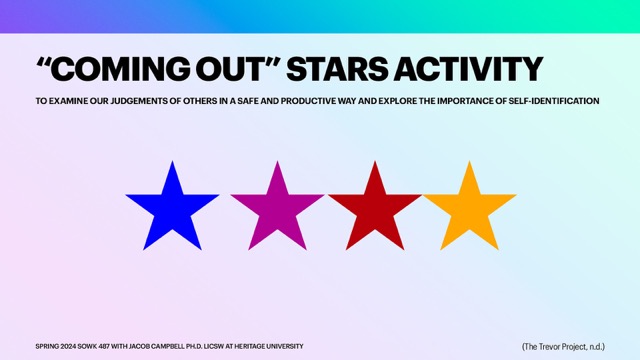 “COMING OUT” STARS ACTIVITY
TO EXAMINE OUR JUDGEMENTS OF OTHERS IN A SAFE AND PRODUCTIVE WAY AND EXPLORE THE IMPORTANCE OF SELF-IDENTIFICATION
SPRING 2024 SOWK 487 WITH JACOB CAMPBELL PH.D. LICSW AT HERITAGE UNIVERSITY
(The Trevor Project, n.d.)